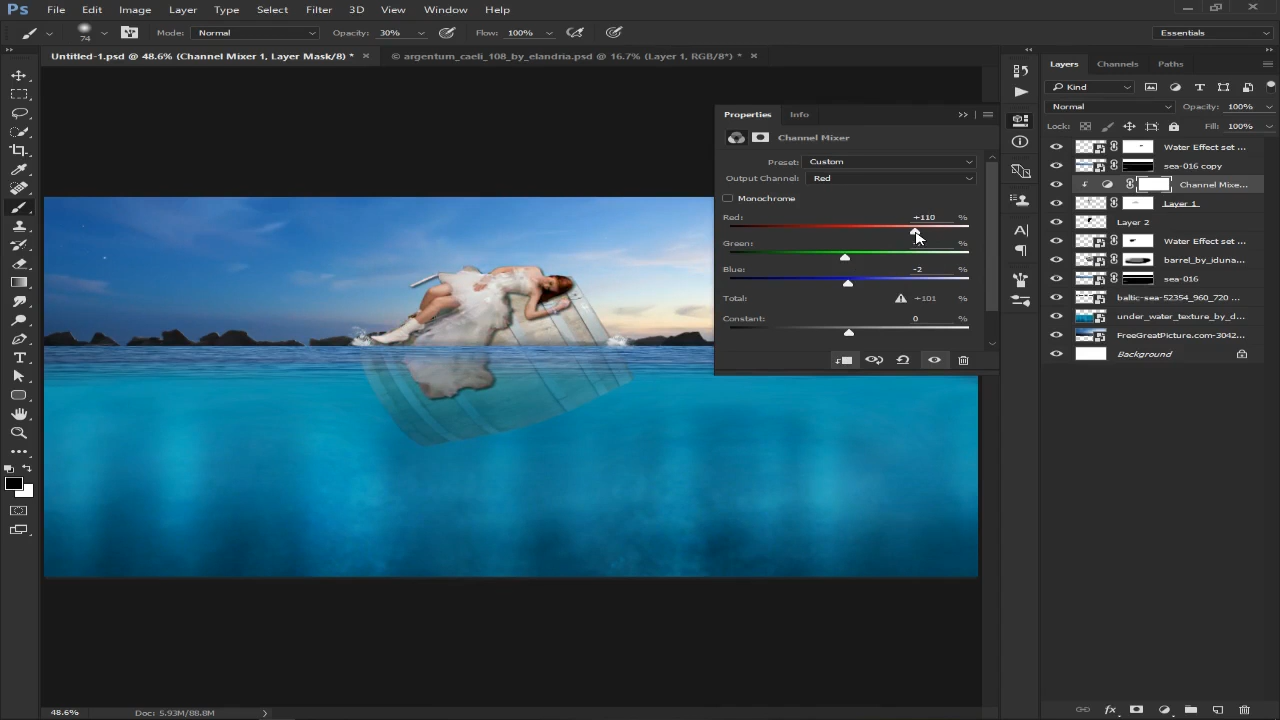 Ps File Edit Image Layer Type Select Filter 3D View Window Help
Mode: Normal Opacity: 30% Flow: 100% Essentials
74
Untitled-1.psd @ 48.6% (Channel Mixer 1, Layer Mask/8) * ×
© argentum_caeli_108_by_elandria.psd @ 16.7% (Layer 1, RGB/8*) * ×
Properties Info
Channel Mixer
Preset: Custom
Output Channel: Red
Monochrome
Red: +110 %
Green: %
Blue: -2 %
Total: +101 %
Constant: 0 %
Layers Channels Paths
Kind
Normal Opacity: 100%
Lock: Fill: 100%
Water Effect set ...
sea-016 copy
Channel Mixe...
Layer 1
Layer 2
Water Effect set ...
barrel_by_iduna...
sea-016
baltic-sea-52354_960_720 ...
under_water_texture_by_d...
FreeGreatPicture.com-3042...
Background
48.6% Doc: 5.93M/88.8M